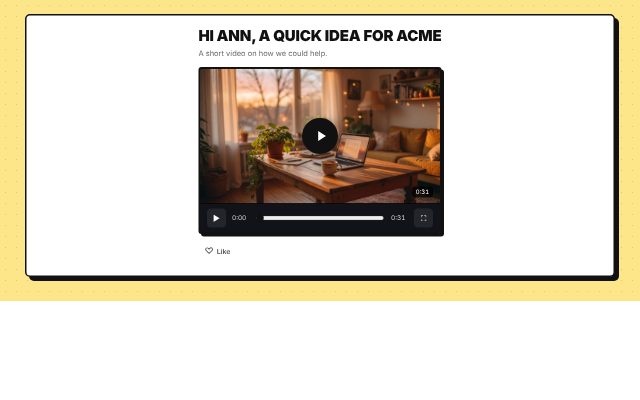 HI ANN, A QUICK IDEA FOR ACME
A short video on how we could help.
0:31
0:00
0:31
Like